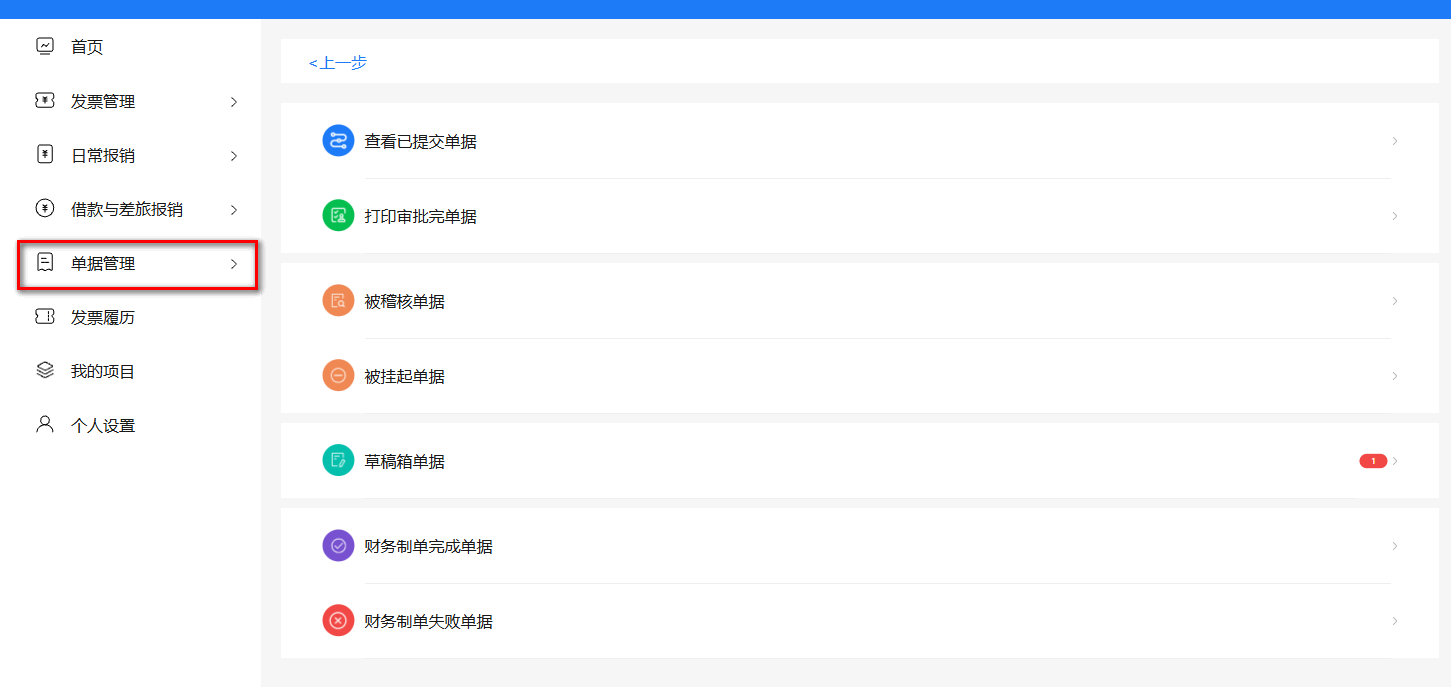 首页
发票管理
日常报销
借款与差旅报销
单据管理
发票履历
我的项目
个人设置
<上一步
查看已提交单据
打印审批完单据
被稽核单据
被挂起单据
草稿箱单据
1
财务制单完成单据
财务制单失败单据